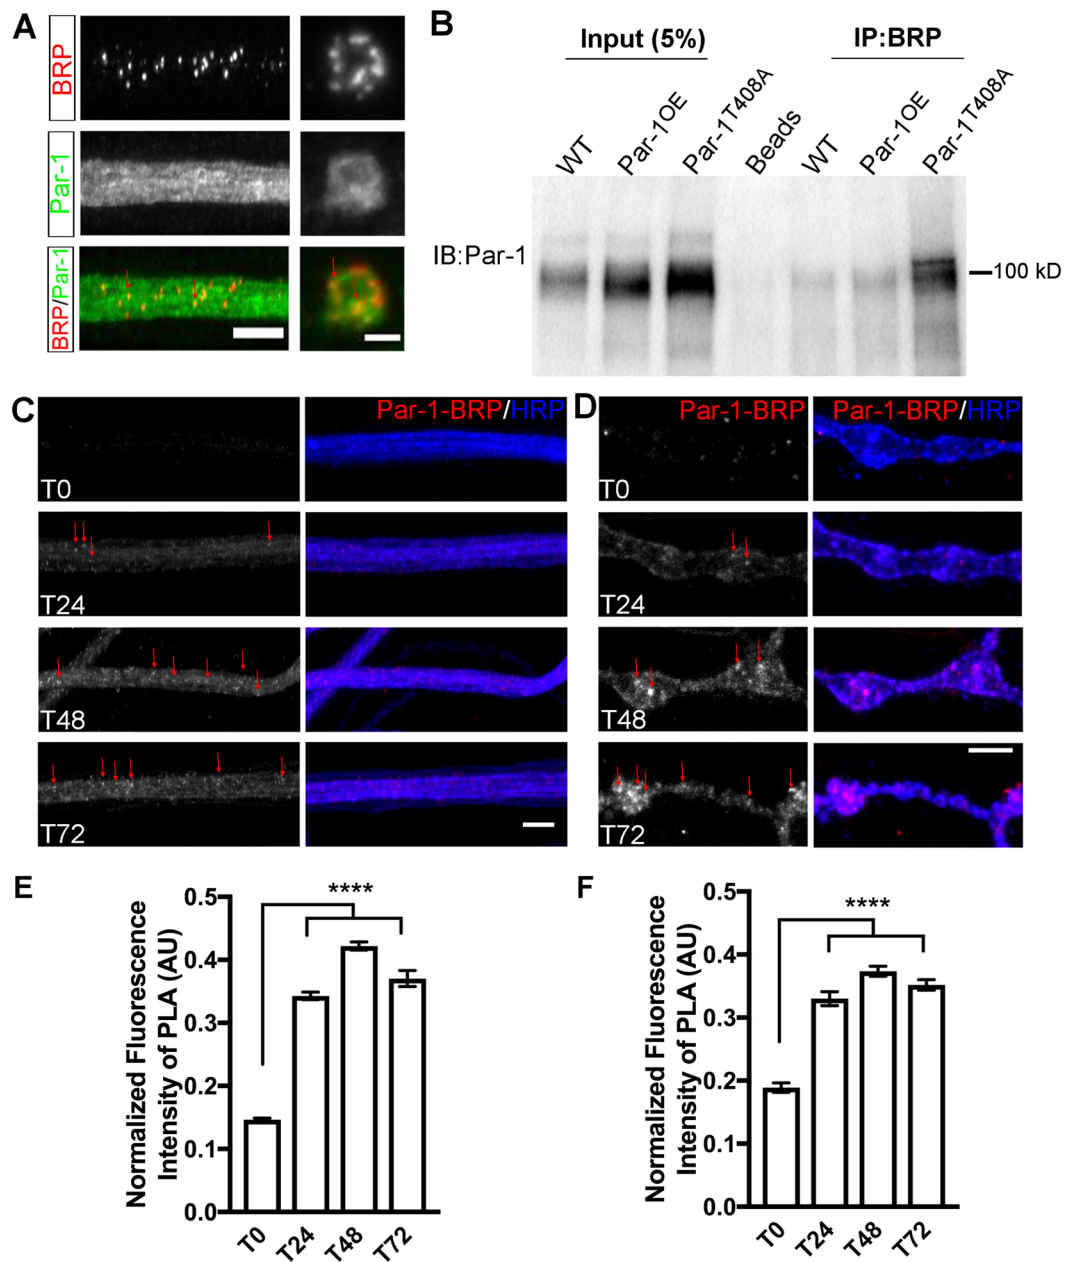 A
BRP
Par-1
BRP/Par-1
B
Input (5%)
IP:BRP
WT
Par-1OE
Par-1T408A
Beads
WT
Par-1OE
Par-1T408A
IB:Par-1
100 kD
C
Par-1-BRP/HRP
T0
T24
T48
T72
D
Par-1-BRP
Par-1-BRP/HRP
T0
T24
T48
T72
E
Normalized Fluorescence
Intensity of PLA (AU)
0.5
0.4
0.3
0.2
0.1
0.0
****
T0
T24
T48
T72
F
Normalized Fluorescence
Intensity of PLA (AU)
0.5
0.4
0.3
0.2
0.1
0.0
****
T0
T24
T48
T72